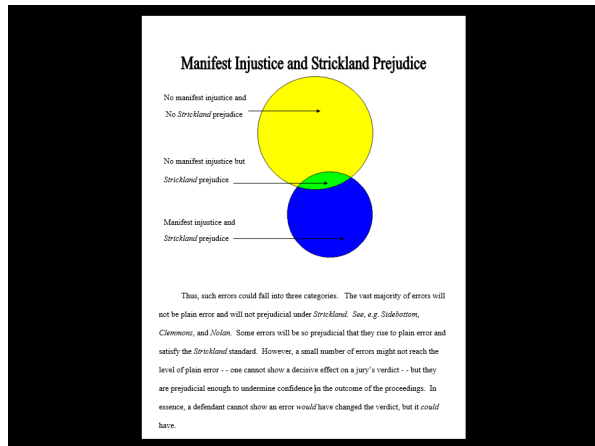 Manifest Injustice and Strickland Prejudice
No manifest injustice and
No Strickland prejudice
No manifest injustice but
Strickland prejudice
Manifest injustice and
Strickland prejudice
Thus, such errors could fall into three categories. The vast majority of errors will
not be plain error and will not prejudicial under Strickland. See, e.g. Sidebottom,
Clemmons, and Nolan. Some errors will be so prejudicial that they rise to plain error and
satisfy the Strickland standard. However, a small number of errors might not reach the
level of plain error - - one cannot show a decisive effect on a jury's verdict - - but they
are prejudicial enough to undermine confidence in the outcome of the proceedings. In
essence, a defendant cannot show an error would have changed the verdict, but it could
have.